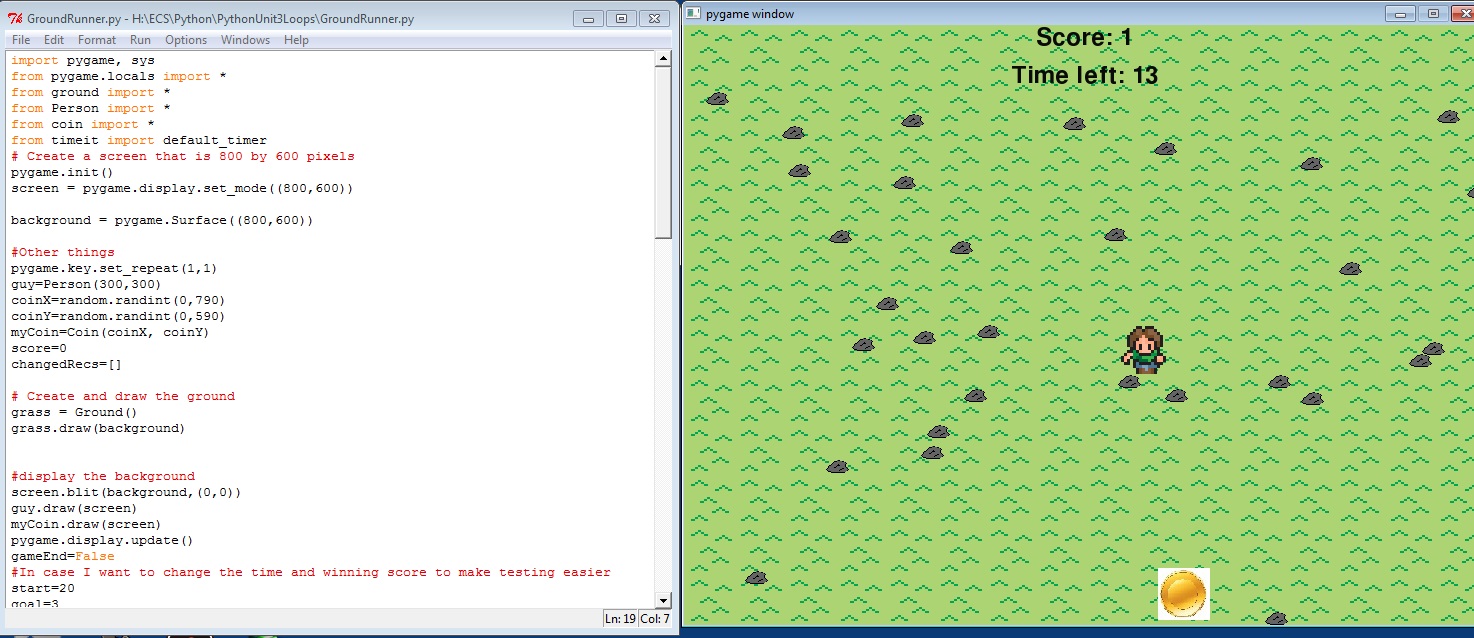 GroundRunner.py - H:\ECS\Python\PythonUnit3Loops\GroundRunner.py
File Edit Format Run Options Windows Help
import pygame, sys
from pygame.locals import *
from ground import *
from Person import *
from coin import *
from timeit import default_timer
# Create a screen that is 800 by 600 pixels
pygame.init()
screen = pygame.display.set_mode((800,600))
background = pygame.Surface((800,600))
#Other things
pygame.key.set_repeat(1,1)
guy=Person(300,300)
coinX=random.randint(0,790)
coinY=random.randint(0,590)
myCoin=Coin(coinX, coinY)
score=0
changedRecs=[]
# Create and draw the ground
grass = Ground()
grass.draw(background)
#display the background
screen.blit(background,(0,0))
guy.draw(screen)
myCoin.draw(screen)
pygame.display.update()
gameEnd=False
#In case I want to change the time and winning score to make testing easier
start=20
goal=3
Ln: 19 Col: 7
pygame window
Score: 1
Time left: 13